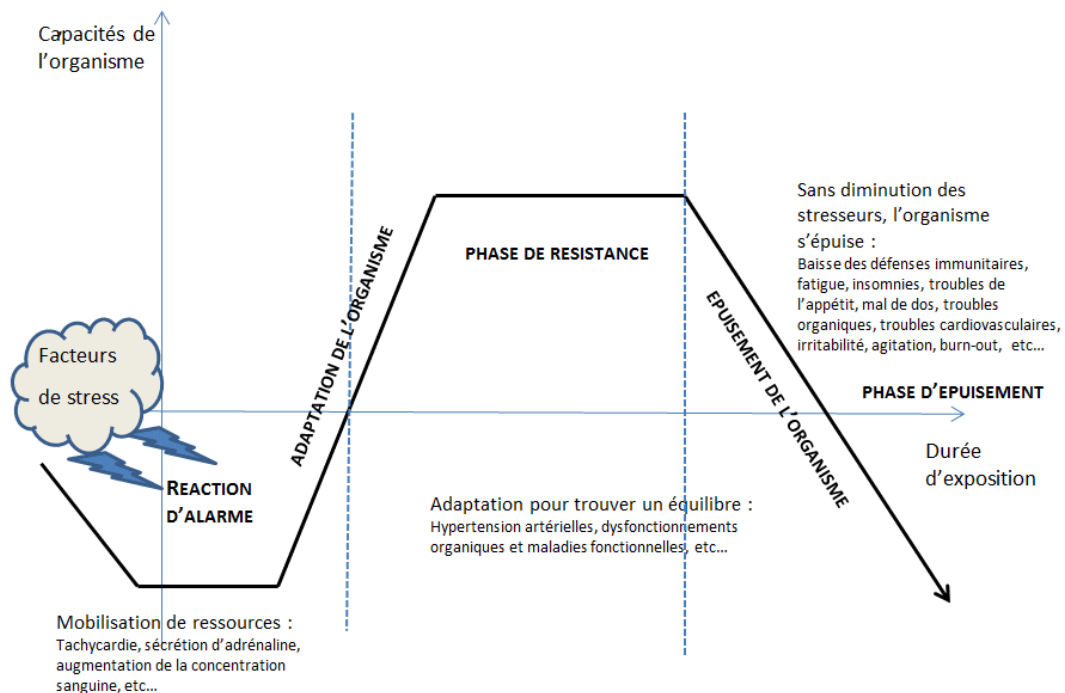 Capacités de
l’organisme
Facteurs
de stress
REACTION
D’ALARME
Mobilisation de ressources :
Tachycardie, sécrétion d’adrénaline,
augmentation de la concentration
sanguine, etc…
ADAPTATION DE L’ORGANISME
PHASE DE RESISTANCE
Adaptation pour trouver un équilibre :
Hypertension artérielles, dysfonctionnements
organiques et maladies fonctionnelles, etc…
EPUISEMENT DE L’ORGANISME
Sans diminution des
stresseurs, l’organisme
s’épuise :
Baisse des défenses immunitaires,
fatigue, insomnies, troubles de
l’appétit, mal de dos, troubles
organiques, troubles cardiovasculaires,
irritabilité, agitation, burn-out, etc…
PHASE D’EPUISEMENT
Durée
d’exposition